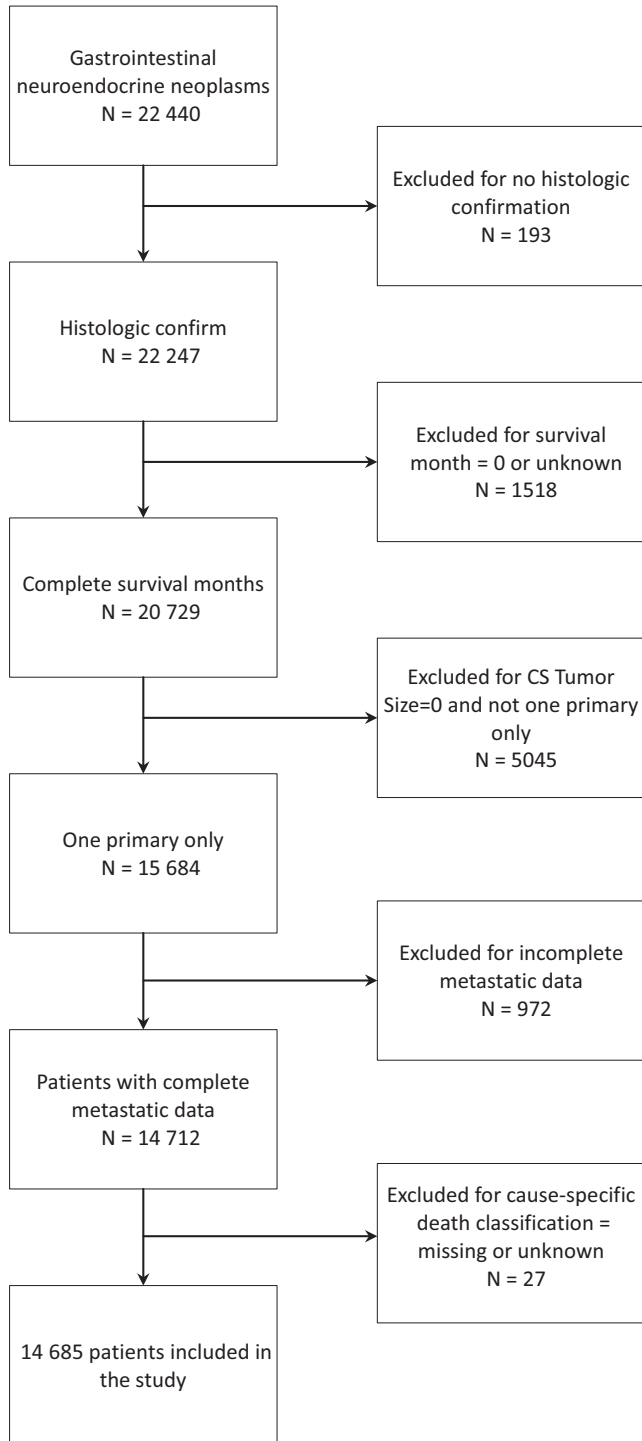 Gastrointestinal
neuroendocrine neoplasms
N = 22 440
Excluded for no histologic
confirmation
N = 193
Histologic confirm
N = 22 247
Excluded for survival
month = 0 or unknown
N = 1518
Complete survival months
N = 20 729
Excluded for CS Tumor
Size=0 and not one primary
only
N = 5045
One primary only
N = 15 684
Excluded for incomplete
metastatic data
N = 972
Patients with complete
metastatic data
N = 14 712
Excluded for cause-specific
death classification =
missing or unknown
N = 27
14 685 patients included in
the study